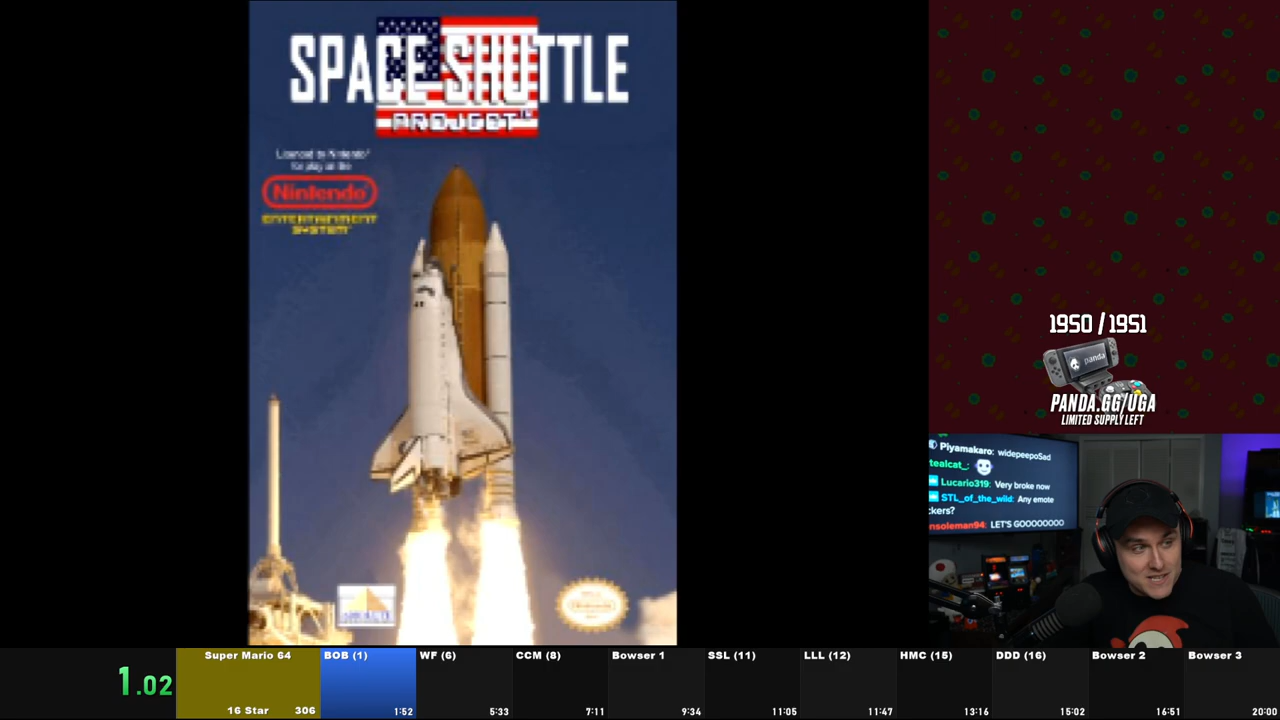 SPACE SHUTTLE
PROJECT™
Licensed by Nintendo®
for play on the
Nintendo®
ENTERTAINMENT
SYSTEM®
1950 / 1951
panda
PANDA.GG/UGA
LIMITED SUPPLY LEFT
Piyamakaro: widepeepoSad
tealcat_:
Lucario319: Very broke now
STL_of_the_wild: Any emote
ckers?
nsoleman94: LET'S GOOOOOOOO
1.02
Super Mario 64
16 Star 306
BOB (1)
1:52
WF (6)
5:33
CCM (8)
7:11
Bowser 1
9:34
SSL (11)
11:05
LLL (12)
11:47
HMC (15)
13:16
DDD (16)
15:02
Bowser 2
16:51
Bowser 3
20:00